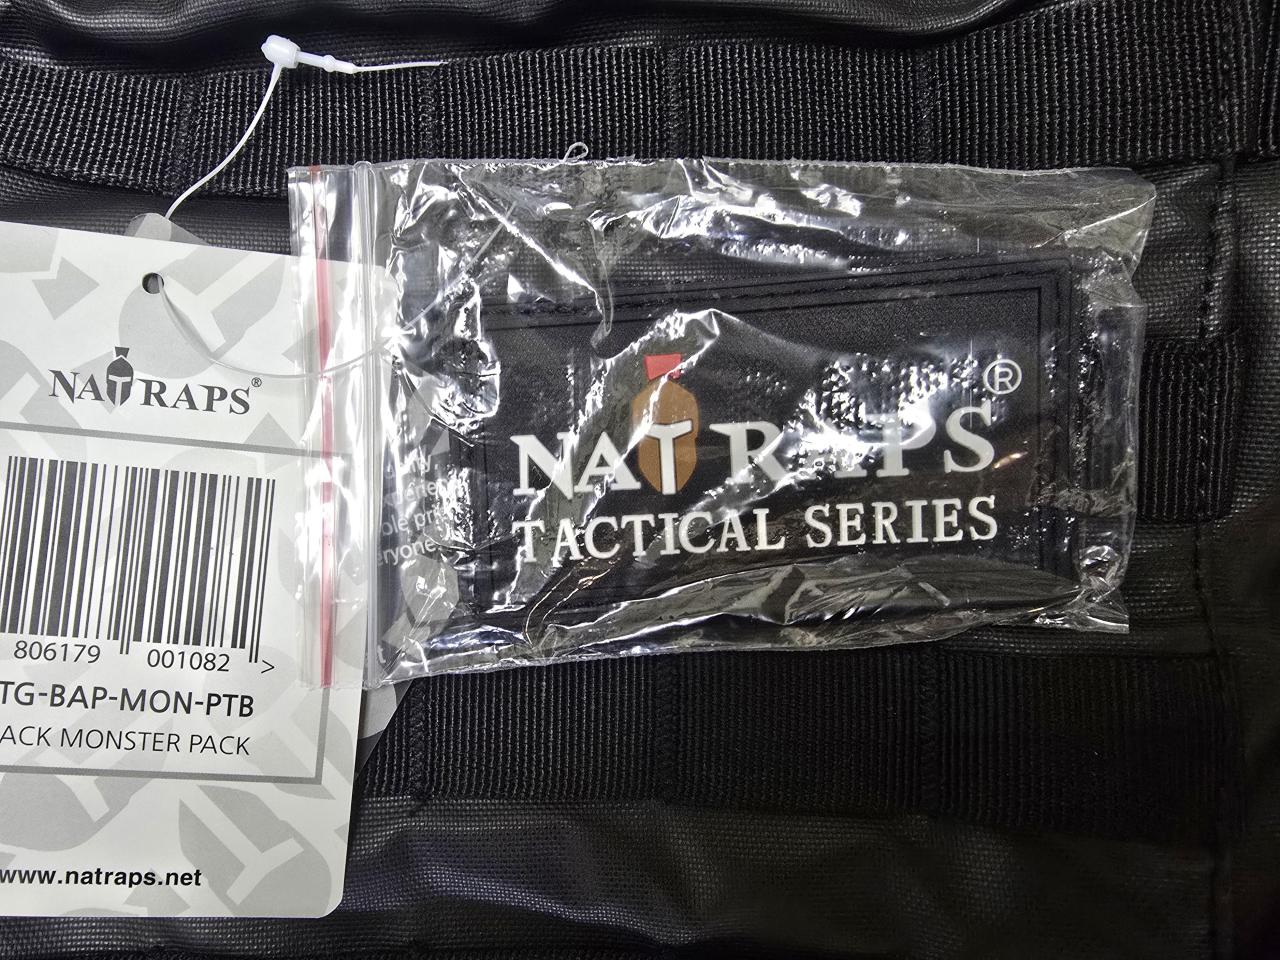 NATRAPS®
806179 001082 >
TG-BAP-MON-PTB
ACK MONSTER PACK
www.natraps.net
NATRAPS®
TACTICAL SERIES